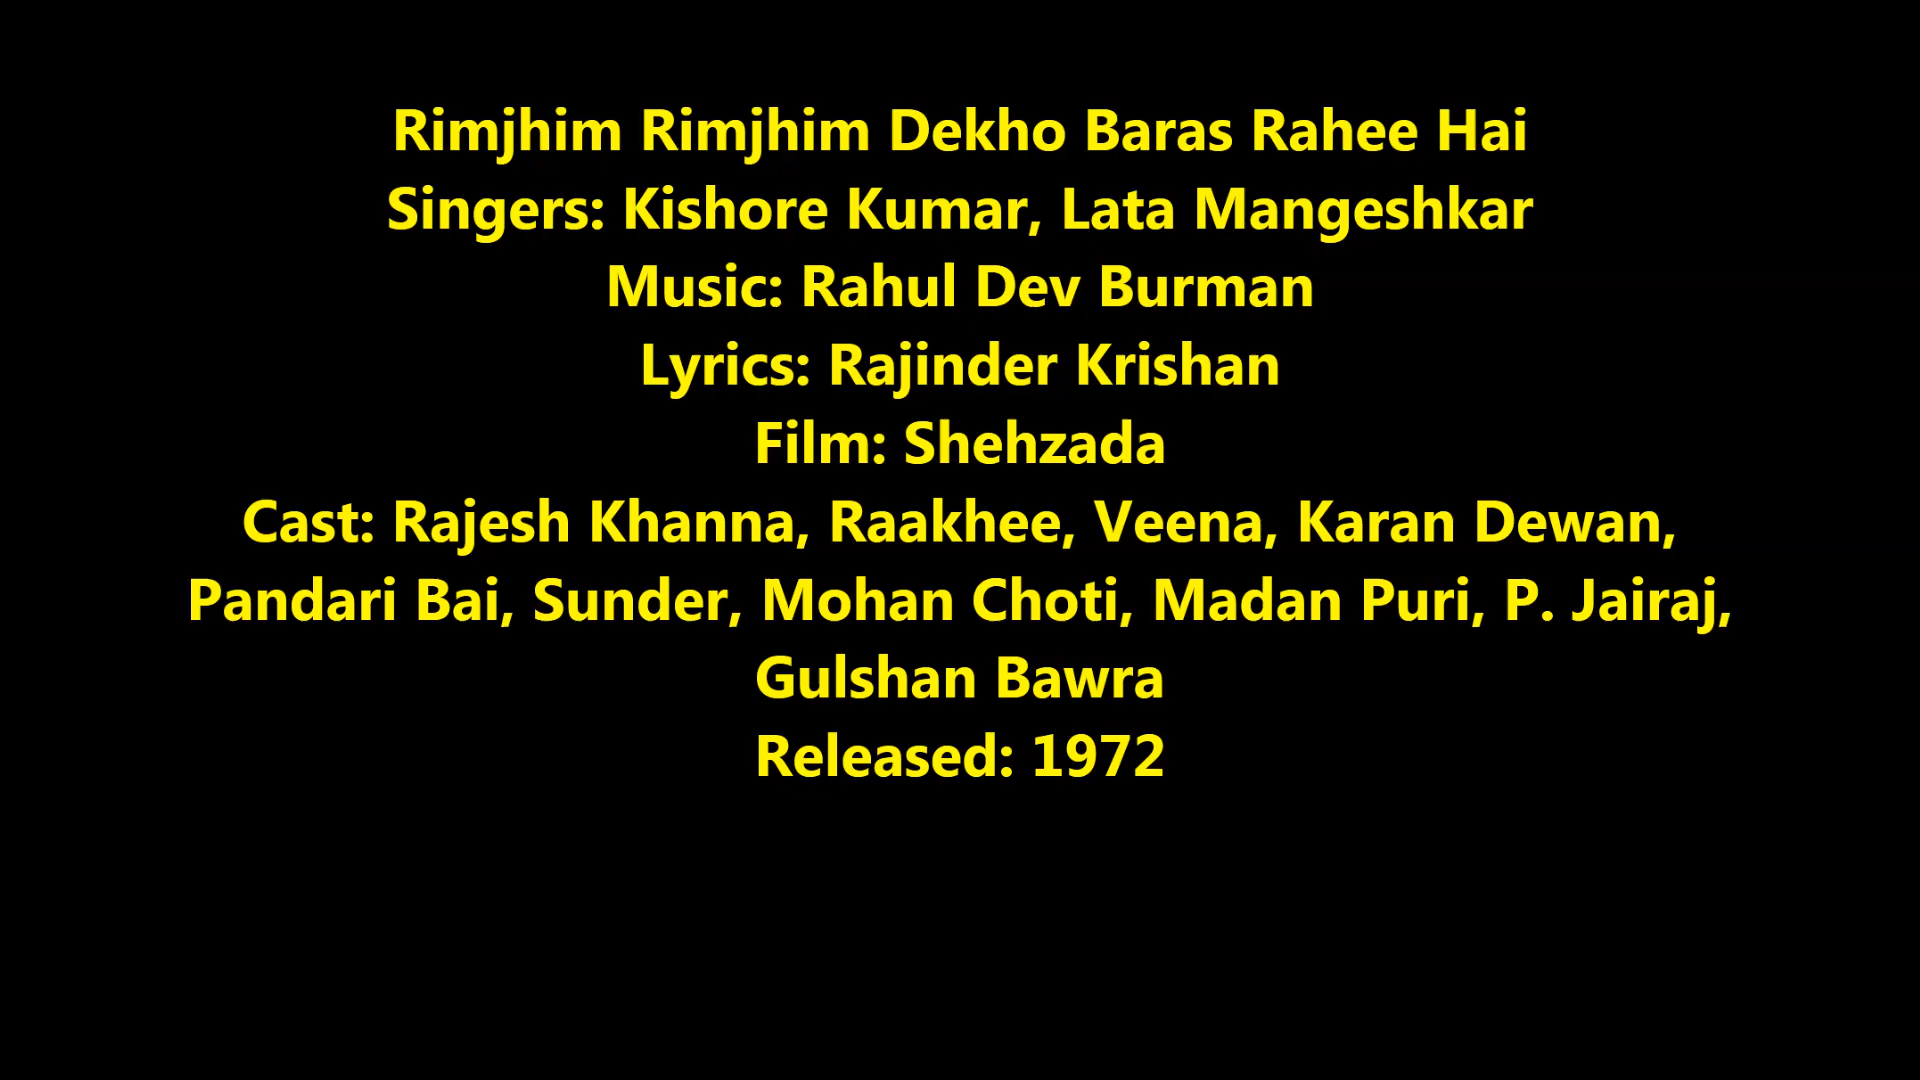 Rimjhim Rimjhim Dekho Baras Rahee Hai
Singers: Kishore Kumar, Lata Mangeshkar
Music: Rahul Dev Burman
Lyrics: Rajinder Krishan
Film: Shehzada
Cast: Rajesh Khanna, Raakhee, Veena, Karan Dewan,
Pandari Bai, Sunder, Mohan Choti, Madan Puri, P. Jairaj,
Gulshan Bawra
Released: 1972